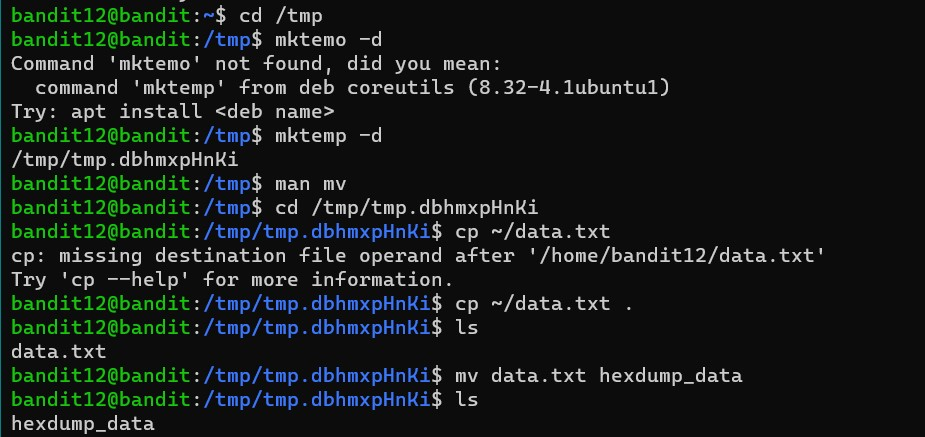 bandit12@bandit:~$ cd /tmp
bandit12@bandit:/tmp$ mktemo -d
Command 'mktemo' not found, did you mean:
  command 'mktemp' from deb coreutils (8.32-4.1ubuntu1)
Try: apt install <deb name>
bandit12@bandit:/tmp$ mktemp -d
/tmp/tmp.dbhmxpHnKi
bandit12@bandit:/tmp$ man mv
bandit12@bandit:/tmp$ cd /tmp/tmp.dbhmxpHnKi
bandit12@bandit:/tmp/tmp.dbhmxpHnKi$ cp ~/data.txt
cp: missing destination file operand after '/home/bandit12/data.txt'
Try 'cp --help' for more information.
bandit12@bandit:/tmp/tmp.dbhmxpHnKi$ cp ~/data.txt .
bandit12@bandit:/tmp/tmp.dbhmxpHnKi$ ls
data.txt
bandit12@bandit:/tmp/tmp.dbhmxpHnKi$ mv data.txt hexdump_data
bandit12@bandit:/tmp/tmp.dbhmxpHnKi$ ls
hexdump_data